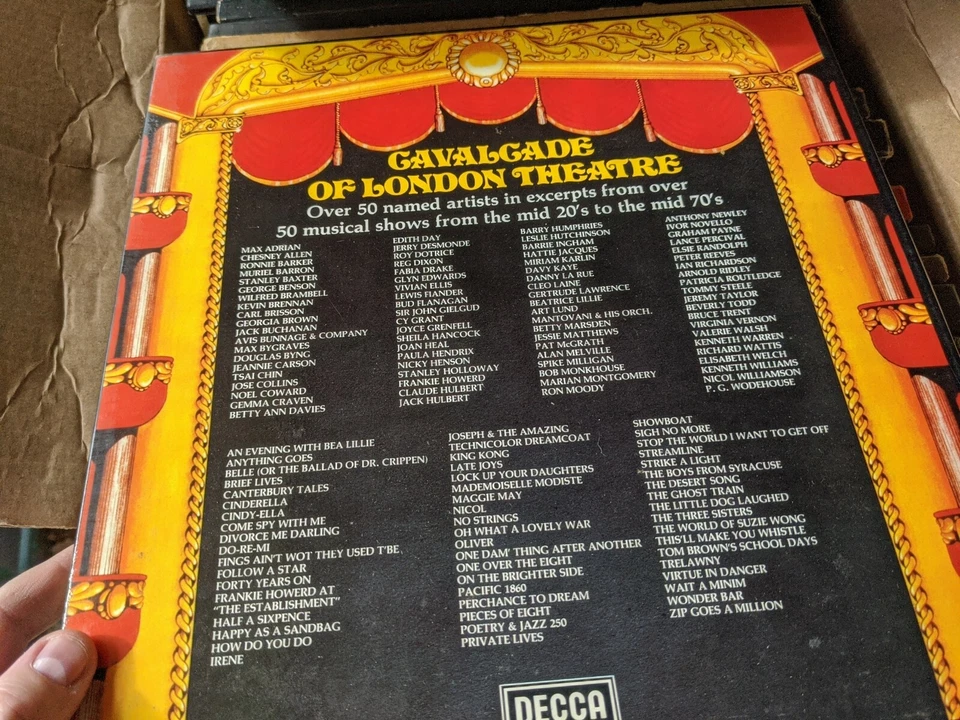 CAVALCADE
OF LONDON THEATRE
Over 50 named artists in excerpts from over
50 musical shows from the mid 20's to the mid 70's
MAX ADRIAN
CHESNEY ALLEN
RONNIE BARKER
MURIEL BARRON
STANLEY BAXTER
GEORGE BENSON
WILFRED BRAMBELL
KEVIN BRENNAN
CARL BRISSON
GEORGIA BROWN
JACK BUCHANAN
AVIS BUNNAGE & COMPANY
MAX BYGRAVES
DOUGLAS BYNG
JEANNIE CARSON
TSAI CHIN
JOSE COLLINS
NOEL COWARD
GEMMA CRAVEN
BETTY ANN DAVIES
EDITH DAY
JERRY DESMONDE
ROY DOTRICE
REG DIXON
FABIA DRAKE
GLYN EDWARDS
VIVIAN ELLIS
LEWIS FIANDER
BUD FLANAGAN
SIR JOHN GIELGUD
CY GRANT
JOYCE GRENFELL
SHEILA HANCOCK
JOAN HEAL
PAULA HENDRIX
NICKY HENSON
STANLEY HOLLOWAY
FRANKIE HOWERD
CLAUDE HULBERT
JACK HULBERT
BARRY HUMPHRIES
LESLIE HUTCHINSON
BARRIE INGHAM
HATTIE JACQUES
MIRIAM KARLIN
DAVY KAYE
DANNY LA RUE
CLEO LAINE
GERTRUDE LAWRENCE
BEATRICE LILLIE
ART LUND
MANTOVANI & HIS ORCH.
BETTY MARSDEN
JESSIE MATTHEWS
PAT McGRATH
ALAN MELVILLE
SPIKE MILLIGAN
BOB MONKHOUSE
MARIAN MONTGOMERY
RON MOODY
ANTHONY NEWLEY
IVOR NOVELLO
GRAHAM PAYNE
LANCE PERCIVAL
ELSIE RANDOLPH
PETER REEVES
IAN RICHARDSON
ARNOLD RIDLEY
PATRICIA ROUTLEDGE
TOMMY STEELE
JEREMY TAYLOR
BEVERLY TODD
BRUCE TRENT
VIRGINIA VERNON
VALERIE WALSH
KENNETH WARREN
RICHARD WATTIS
ELISABETH WELCH
KENNETH WILLIAMS
NICOL WILLIAMSON
P. G. WODEHOUSE
AN EVENING WITH BEA LILLIE
ANYTHING GOES
BELLE (OR THE BALLAD OF DR. CRIPPEN)
BRIEF LIVES
CANTERBURY TALES
CINDERELLA
CINDY-ELLA
COME SPY WITH ME
DIVORCE ME DARLING
DO-RE-MI
FINGS AIN'T WOT THEY USED T'BE
FOLLOW A STAR
FORTY YEARS ON
FRANKIE HOWERD AT
"THE ESTABLISHMENT"
HALF A SIXPENCE
HAPPY AS A SANDBAG
HOW DO YOU DO
IRENE
JOSEPH & THE AMAZING
TECHNICOLOR DREAMCOAT
KING KONG
LATE JOYS
LOCK UP YOUR DAUGHTERS
MADEMOISELLE MODISTE
MAGGIE MAY
NICOL
NO STRINGS
OH WHAT A LOVELY WAR
OLIVER
ONE DAM' THING AFTER ANOTHER
ONE OVER THE EIGHT
ON THE BRIGHTER SIDE
PACIFIC 1860
PERCHANCE TO DREAM
PIECES OF EIGHT
POETRY & JAZZ 250
PRIVATE LIVES
SHOWBOAT
SIGH NO MORE
STOP THE WORLD I WANT TO GET OFF
STREAMLINE
STRIKE A LIGHT
THE BOYS FROM SYRACUSE
THE DESERT SONG
THE GHOST TRAIN
THE LITTLE DOG LAUGHED
THE THREE SISTERS
THE WORLD OF SUZIE WONG
THIS'LL MAKE YOU WHISTLE
TOM BROWN'S SCHOOL DAYS
TRELAWNY
VIRTUE IN DANGER
WAIT A MINIM
WONDER BAR
ZIP GOES A MILLION
DECCA